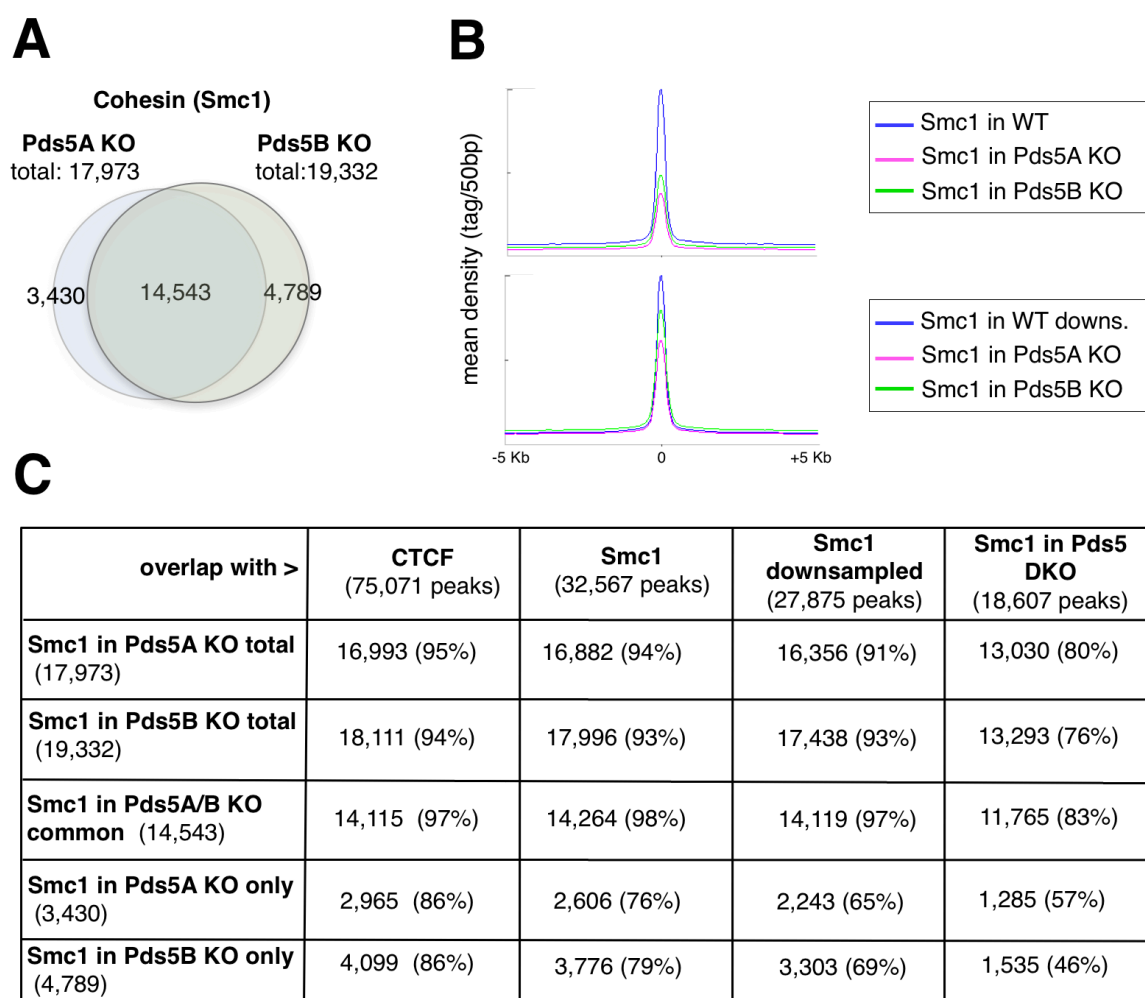 A
Cohesin (Smc1)
Pds5A KO
total: 17,973
Pds5B KO
total:19,332
3,430
14,543
4,789
B
mean density (tag/50bp)
Smc1 in WT
Smc1 in Pds5A KO
Smc1 in Pds5B KO
Smc1 in WT downs.
Smc1 in Pds5A KO
Smc1 in Pds5B KO
-5 Kb 0 +5 Kb
C
overlap with >
CTCF
(75,071 peaks)
Smc1
(32,567 peaks)
Smc1
downsampled
(27,875 peaks)
Smc1 in Pds5
DKO
(18,607 peaks)
Smc1 in Pds5A KO total
(17,973)
16,993 (95%)
16,882 (94%)
16,356 (91%)
13,030 (80%)
Smc1 in Pds5B KO total
(19,332)
18,111 (94%)
17,996 (93%)
17,438 (93%)
13,293 (76%)
Smc1 in Pds5A/B KO
common (14,543)
14,115 (97%)
14,264 (98%)
14,119 (97%)
11,765 (83%)
Smc1 in Pds5A KO only
(3,430)
2,965 (86%)
2,606 (76%)
2,243 (65%)
1,285 (57%)
Smc1 in Pds5B KO only
(4,789)
4,099 (86%)
3,776 (79%)
3,303 (69%)
1,535 (46%)